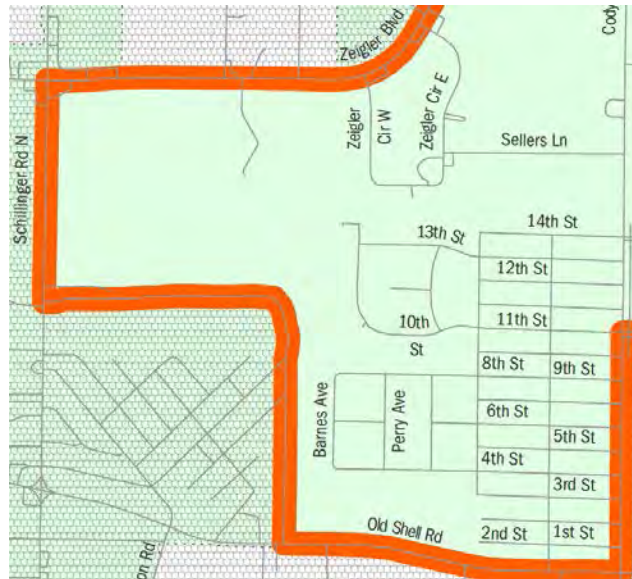 Zeigler Blvd
Cody
Zeigler
Cir W
Zeigler Cir E
Schillinger Rd N
Sellers Ln
14th St
13th St
12th St
10th
St
11th St
8th St
9th St
Barnes Ave
Perry Ave
6th St
5th St
4th St
3rd St
Old Shell Rd
2nd St
1st St
on Rd